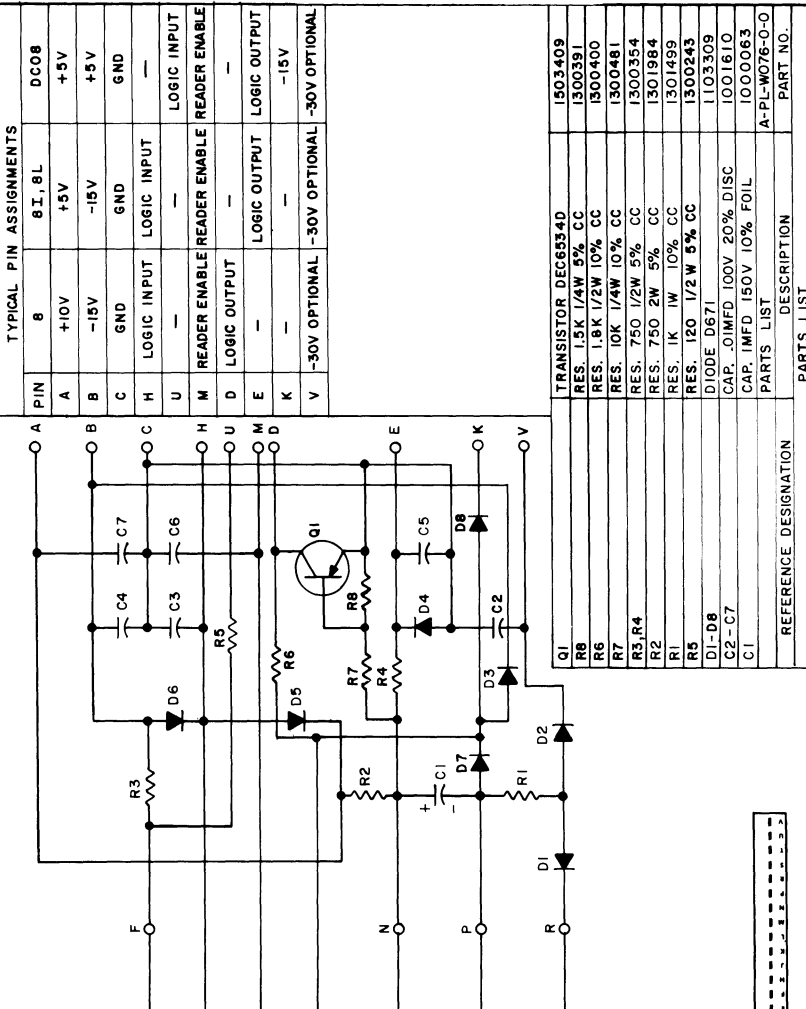 TYPICAL PIN ASSIGNMENTS
PIN 8 8I, 8L DC08
A +10V +5V +5V
B -15V -15V +5V
C GND GND GND
H LOGIC INPUT LOGIC INPUT —
U — — LOGIC INPUT
M READER ENABLE READER ENABLE READER ENABLE
D LOGIC OUTPUT — —
E — LOGIC OUTPUT LOGIC OUTPUT
K — — -15V
V -30V OPTIONAL -30V OPTIONAL -30V OPTIONAL
A
B
C
H
U
M
D
E
K
V
C7
C6
C4
C3
R5
Q1
R8
R6
R7
R4
C5
D8
D4
C2
D3
D6
D5
R3
R2
C1
+
-
D7
R1
D2
D1
F
N
P
R
Q1 TRANSISTOR DEC6534D 1503409
R8 RES. 1.5K 1/4W 5% CC 1300391
R6 RES. 1.8K 1/2W 10% CC 1300400
R7 RES. 10K 1/4W 10% CC 1300481
R3,R4 RES. 750 1/2W 5% CC 1300354
R2 RES. 750 2W 5% CC 1301984
R1 RES. 1K 1W 10% CC 1301499
R5 RES. 120 1/2W 5% CC 1300243
D1-D8 DIODE D671 1103309
C2-C7 CAP. .01MFD 100V 20% DISC 1001610
C1 CAP. 1MFD 150V 10% FOIL 1000063
PARTS LIST A-PL-W076-0-0
REFERENCE DESIGNATION DESCRIPTION PART NO.
PARTS LIST